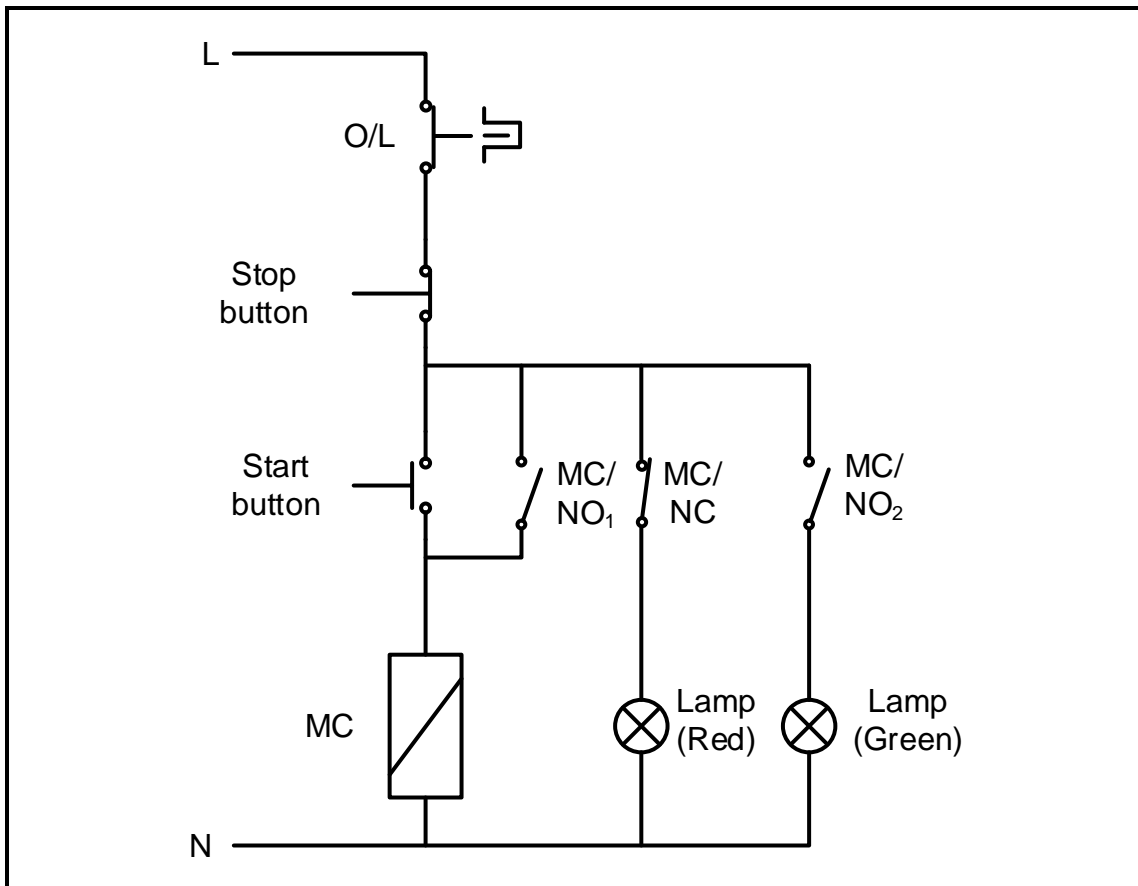 L
O/L
Stop
button
Start
button
MC/
NO₁
MC/
NC
MC/
NO₂
MC
Lamp
(Red)
Lamp
(Green)
N